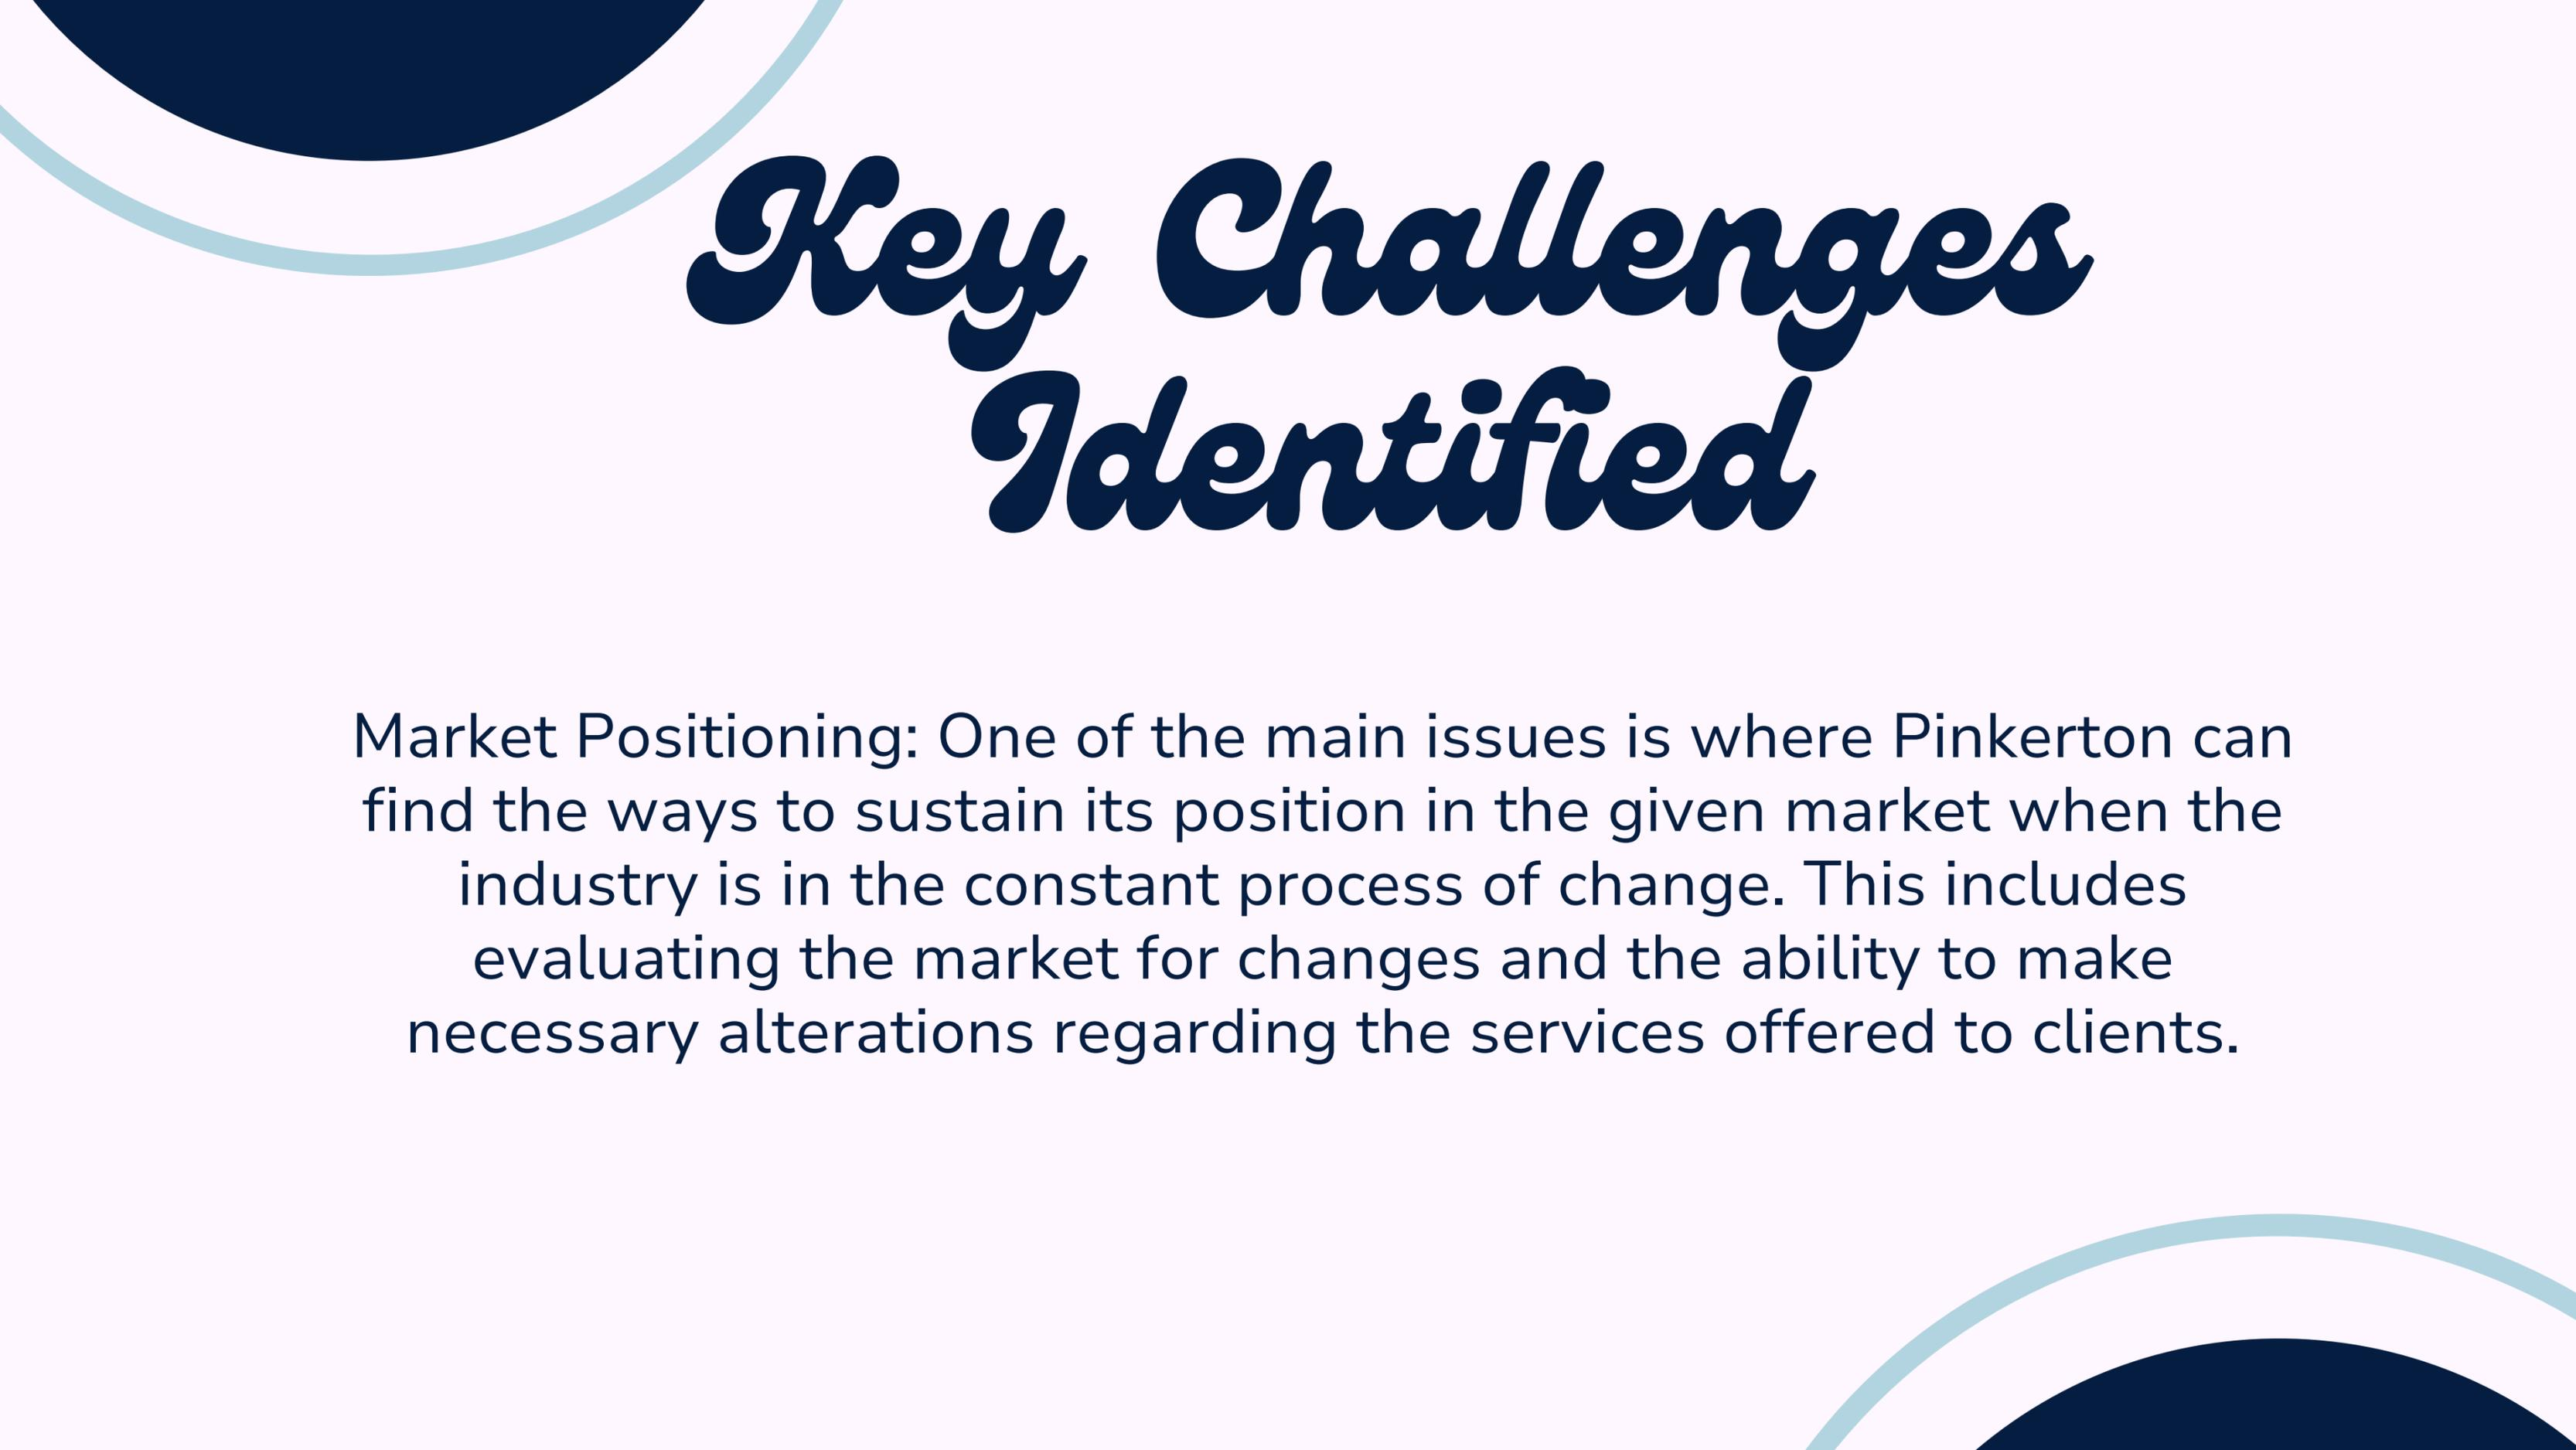 Key Challenges
Identified
Market Positioning: One of the main issues is where Pinkerton can
find the ways to sustain its position in the given market when the
industry is in the constant process of change. This includes
evaluating the market for changes and the ability to make
necessary alterations regarding the services offered to clients.